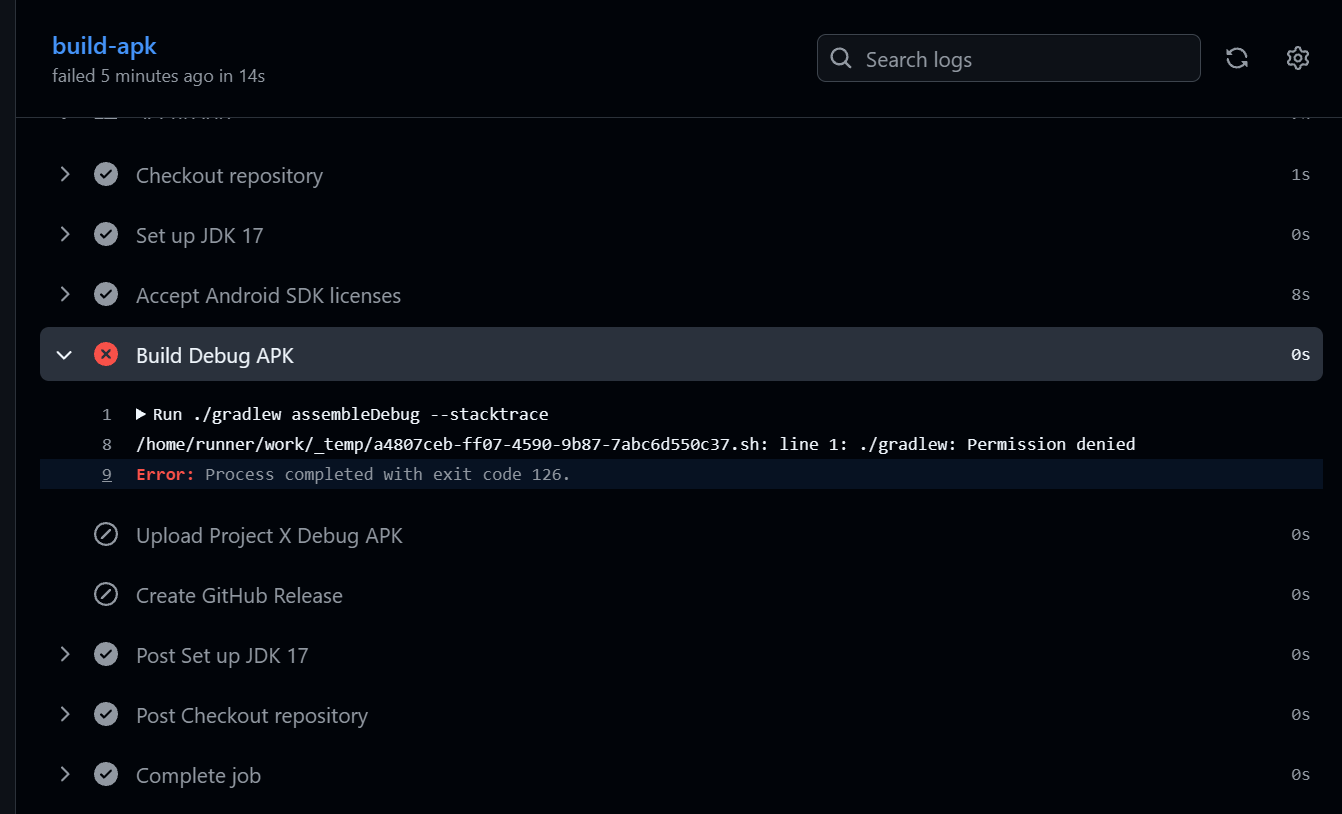 build-apk
failed 5 minutes ago in 14s
Search logs
Checkout repository 1s
Set up JDK 17 0s
Accept Android SDK licenses 8s
Build Debug APK 0s
1 Run ./gradlew assembleDebug --stacktrace
8 /home/runner/work/_temp/a4807ceb-ff07-4590-9b87-7abc6d550c37.sh: line 1: ./gradlew: Permission denied
9 Error: Process completed with exit code 126.
Upload Project X Debug APK 0s
Create GitHub Release 0s
Post Set up JDK 17 0s
Post Checkout repository 0s
Complete job 0s